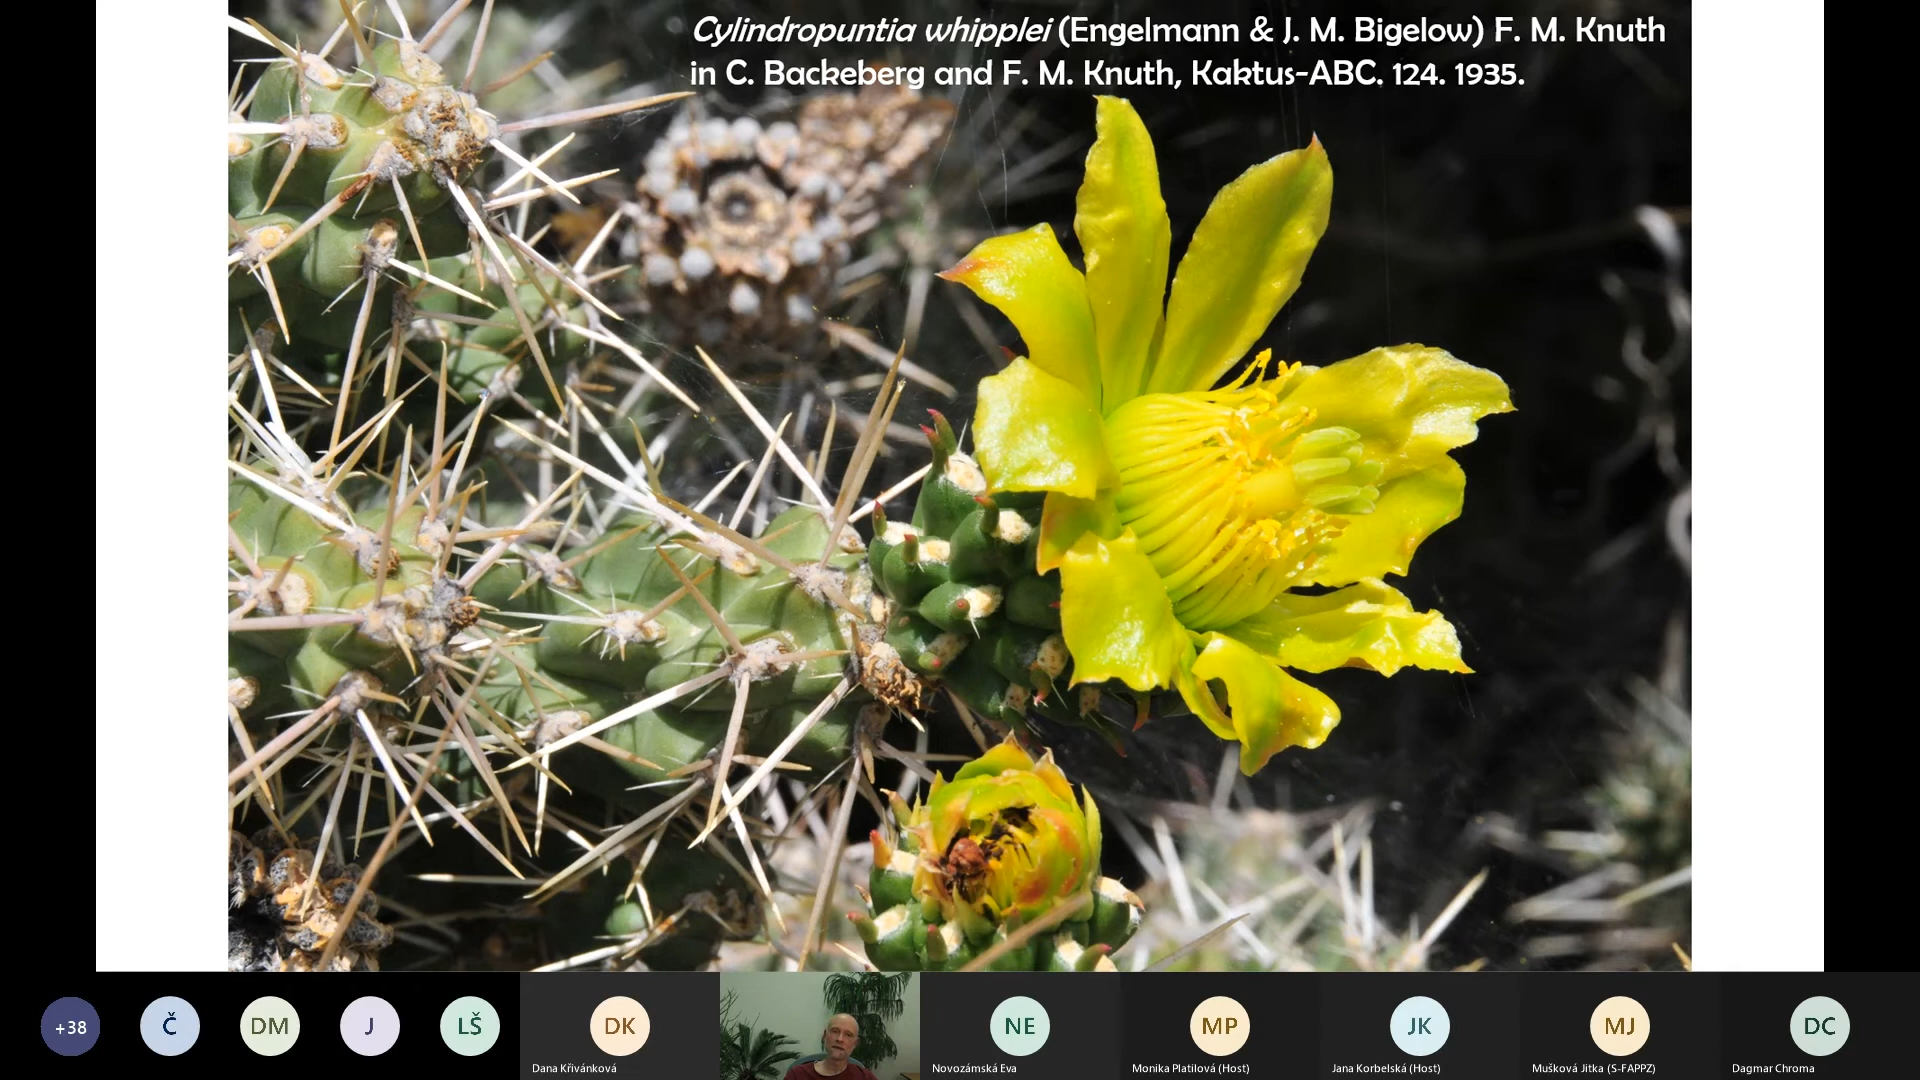 Cylindropuntia whipplei (Engelmann & J. M. Bigelow) F. M. Knuth
in C. Backeberg and F. M. Knuth, Kaktus-ABC. 124. 1935.
+38
Č
DM
J
LŠ
DK
NE
MP
JK
MJ
DC
Dana Křivánková
Novozámská Eva
Monika Platilová (Host)
Jana Korbelská (Host)
Mušková Jitka (S-FAPPZ)
Dagmar Chroma